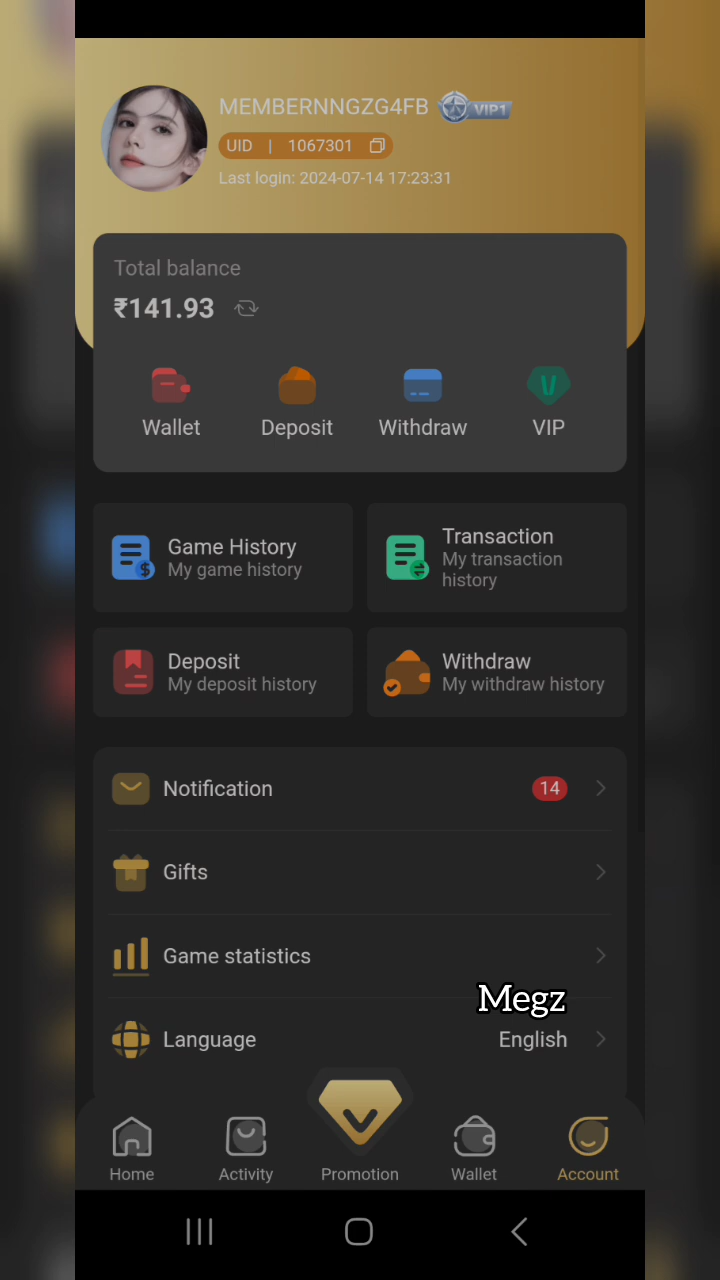 MEMBERNNGZG4FB VIP1
UID | 1067301
Last login: 2024-07-14 17:23:31
Total balance
₹141.93
Wallet
Deposit
Withdraw
VIP
Game History
My game history
Transaction
My transaction
history
Deposit
My deposit history
Withdraw
My withdraw history
Notification 14
Gifts
Game statistics
Megz
Language English
Home
Activity
Promotion
Wallet
Account